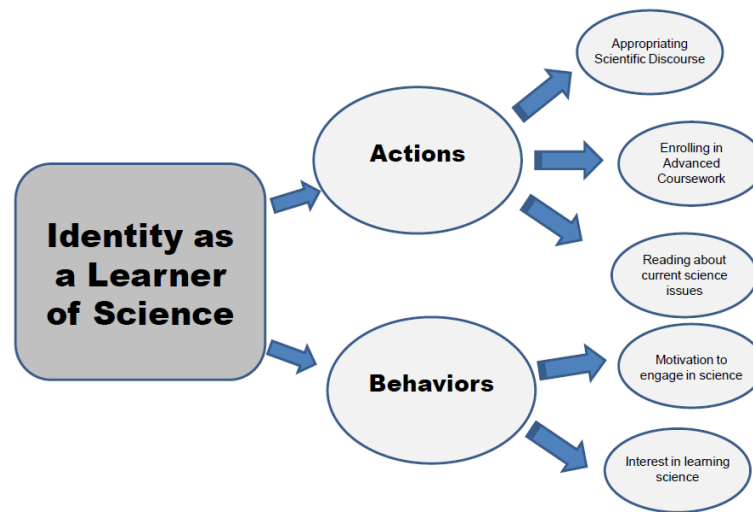 Identity as
a Learner
of Science
Actions
Appropriating
Scientific Discourse
Enrolling in
Advanced
Coursework
Reading about
current science
issues
Behaviors
Motivation to
engage in science
Interest in learning
science